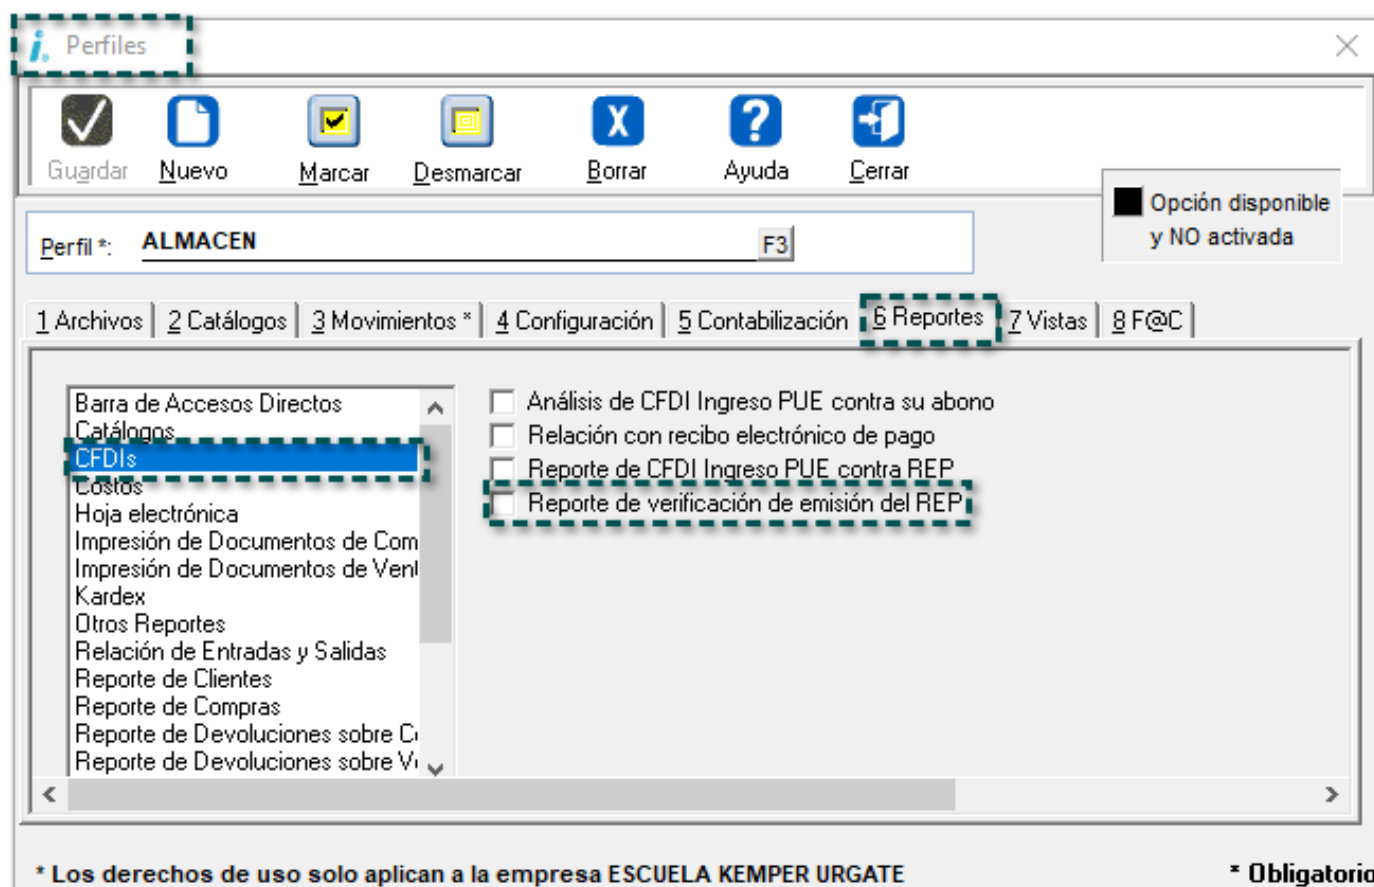 Perfiles
Guardar Nuevo Marcar Desmarcar Borrar Ayuda Cerrar
Opción disponible
y NO activada
Perfil *: ALMACEN F3
1 Archivos 2 Catálogos 3 Movimientos * 4 Configuración 5 Contabilización 6 Reportes 7 Vistas 8 F@C
Barra de Accesos Directos
Catálogos
CFDIs
Costos
Hoja electrónica
Impresión de Documentos de Com
Impresión de Documentos de Vent
Kardex
Otros Reportes
Relación de Entradas y Salidas
Reporte de Clientes
Reporte de Compras
Reporte de Devoluciones sobre C
Reporte de Devoluciones sobre V
Análisis de CFDI Ingreso PUE contra su abono
Relación con recibo electrónico de pago
Reporte de CFDI Ingreso PUE contra REP
Reporte de verificación de emisión del REP
* Los derechos de uso solo aplican a la empresa ESCUELA KEMPER URGATE
* Obligatorio